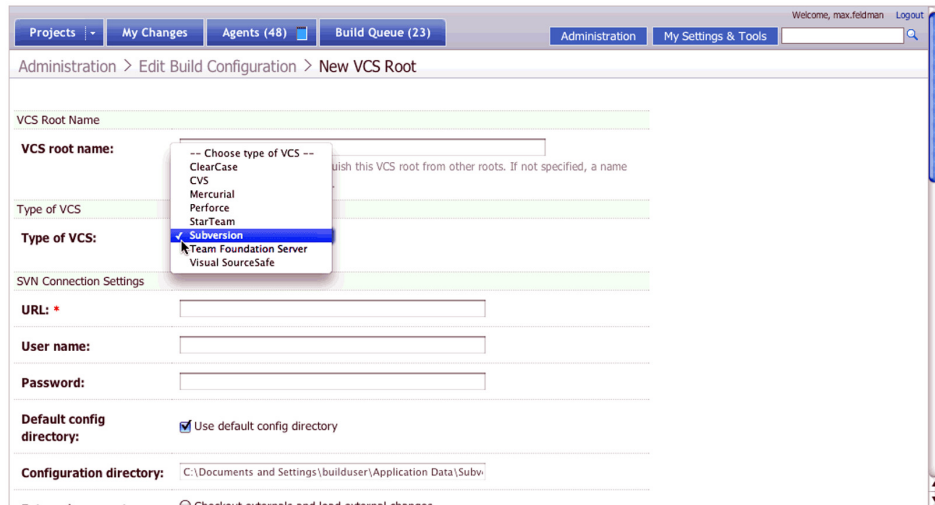 Welcome, max.feldman Logout
Projects My Changes Agents (48) Build Queue (23) Administration My Settings & Tools
Administration > Edit Build Configuration > New VCS Root
VCS Root Name
VCS root name:
-- Choose type of VCS --
ClearCase
uish this VCS root from other roots. If not specified, a name
CVS
Mercurial
Perforce
Type of VCS
StarTeam
Type of VCS:
✓ Subversion
Team Foundation Server
Visual SourceSafe
SVN Connection Settings
URL: *
User name:
Password:
Default config directory:
Use default config directory
Configuration directory: C:\Documents and Settings\builduser\Application Data\Subv